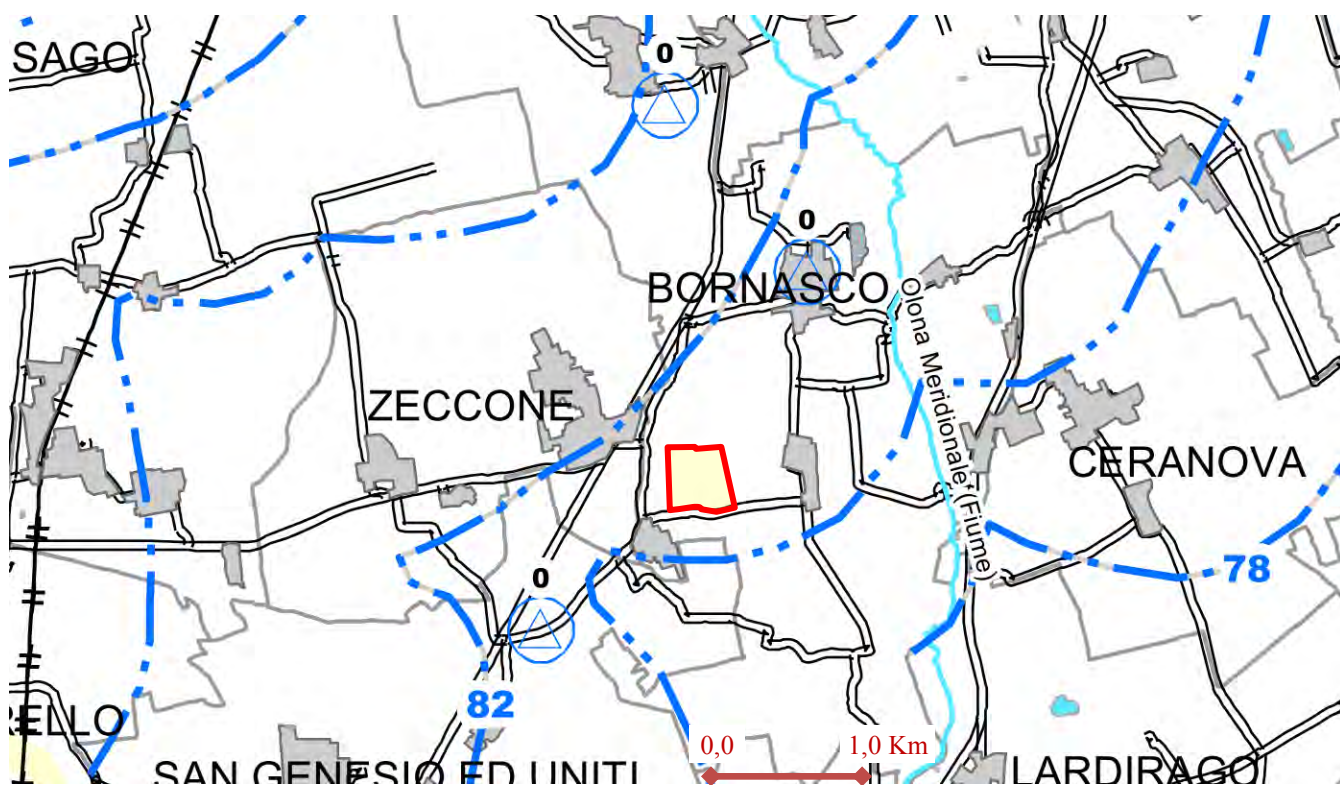 SAGO
0
0
BORNASCO
Olona Meridionale (Fiume)
ZECCONE
CERANOVA
0
78
82
RELLO
0,0
1,0 Km
SAN GENESIO ED UNITI
LARDIRAGO